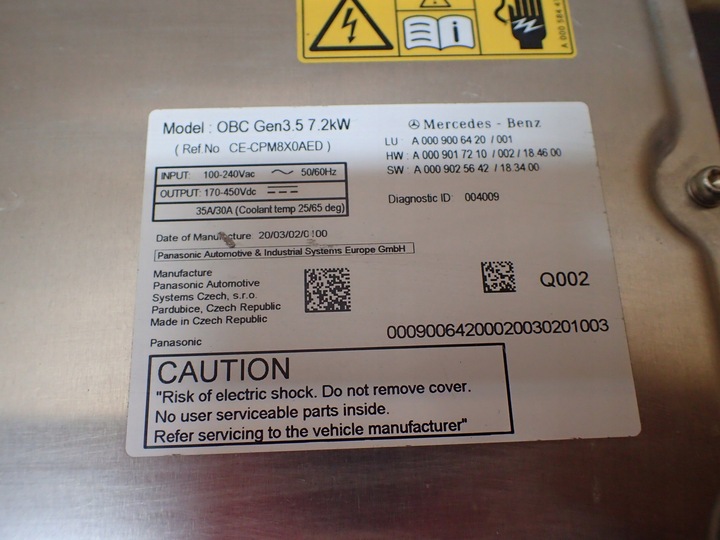 A 000 584 4
i
Model : OBC Gen3.5 7.2kW
( Ref.No CE-CPM8X0AED )
Mercedes - Benz
LU : A 000 900 64 20 / 001
HW : A 000 901 72 10 / 002 / 18 46 00
SW : A 000 902 56 42 / 18 34 00
INPUT: 100-240Vac 50/60Hz
OUTPUT: 170-450Vdc
35A/30A (Coolant temp 25/65 deg)
Diagnostic ID 004009
Date of Manufacture: 20/03/02/0100
Panasonic Automotive & Industrial Systems Europe GmbH
Manufacture
Panasonic Automotive
Systems Czech, s.r.o.
Pardubice, Czech Republic
Made in Czech Republic
Q002
Panasonic
00090064200020030201003
CAUTION
"Risk of electric shock. Do not remove cover.
No user serviceable parts inside.
Refer servicing to the vehicle manufacturer"